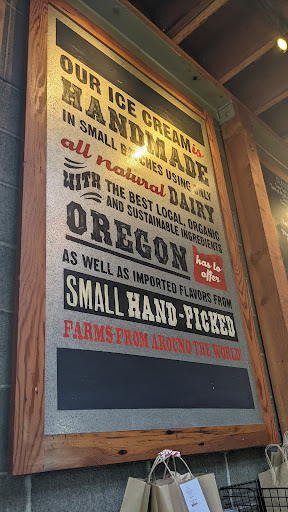 OUR ICE CREAM is
HANDMADE
IN SMALL BATCHES USING ONLY
all natural DAIRY
WITH THE BEST LOCAL, ORGANIC
AND SUSTAINABLE INGREDIENTS
OREGON has to offer
AS WELL AS IMPORTED FLAVORS FROM
SMALL HAND-PICKED
FARMS FROM AROUND THE WORLD